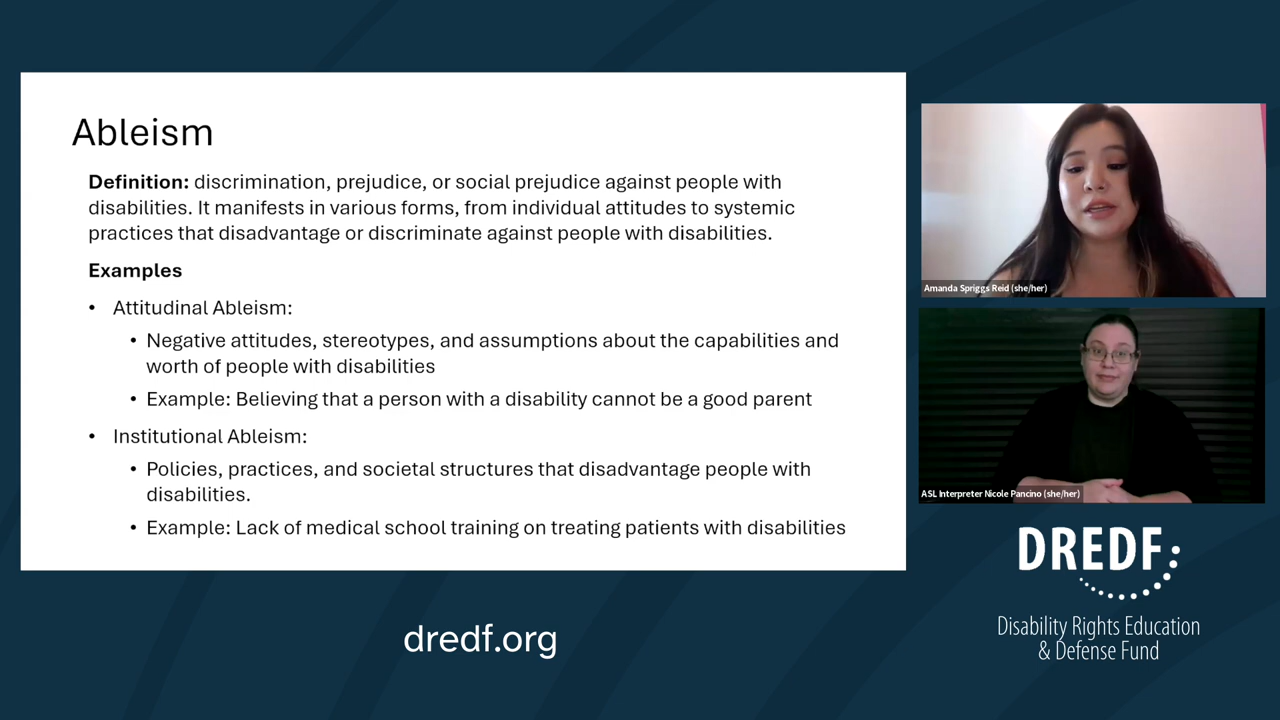 Ableism
Definition: discrimination, prejudice, or social prejudice against people with
disabilities. It manifests in various forms, from individual attitudes to systemic
practices that disadvantage or discriminate against people with disabilities.
Examples
• Attitudinal Ableism:
• Negative attitudes, stereotypes, and assumptions about the capabilities and
worth of people with disabilities
• Example: Believing that a person with a disability cannot be a good parent
• Institutional Ableism:
• Policies, practices, and societal structures that disadvantage people with
disabilities.
• Example: Lack of medical school training on treating patients with disabilities
Amanda Spriggs Reid (she/her)
ASL Interpreter Nicole Pancino (she/her)
DREDF
Disability Rights Education
& Defense Fund
dredf.org